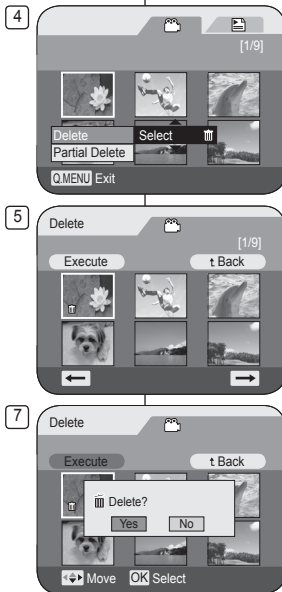 4
[1/9]
Delete Select
Partial Delete
Q.MENU Exit
5
Delete
[1/9]
Execute Back
7
Delete
Execute Back
Delete?
Yes No
Move OK Select